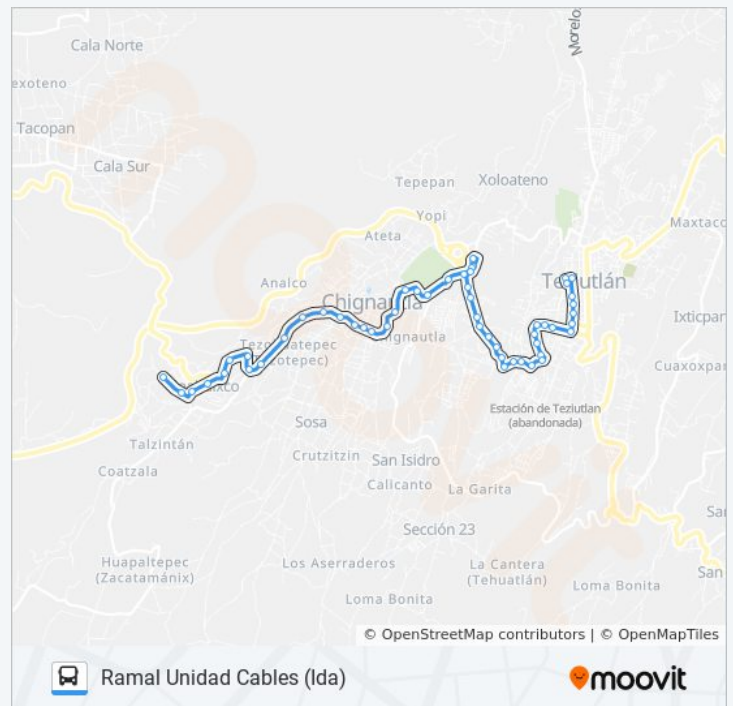 Cala Norte
Morelos
exoteno
Tacopan
Cala Sur
Tepepan
Xoloateno
Yopi
Maxtaco
Ateta
Analco
Teziutlán
Chignautla
Ixticpan
Chignautla
(Atzotepec)
Cuaxoxpan
Estación de Teziutlan
(abandonada)
Sosa
Talzintán
Crutzitzin
San Isidro
Coatzala
Calicanto
La Garita
Sección 23
San
Huapaltepec
(Zacatamánix)
Los Aserraderos
La Cantera
(Tehuatlán)
San
Loma Bonita
Loma Bonita
© OpenStreetMap contributors | © OpenMapTiles
Ramal Unidad Cables (Ida)
moovit